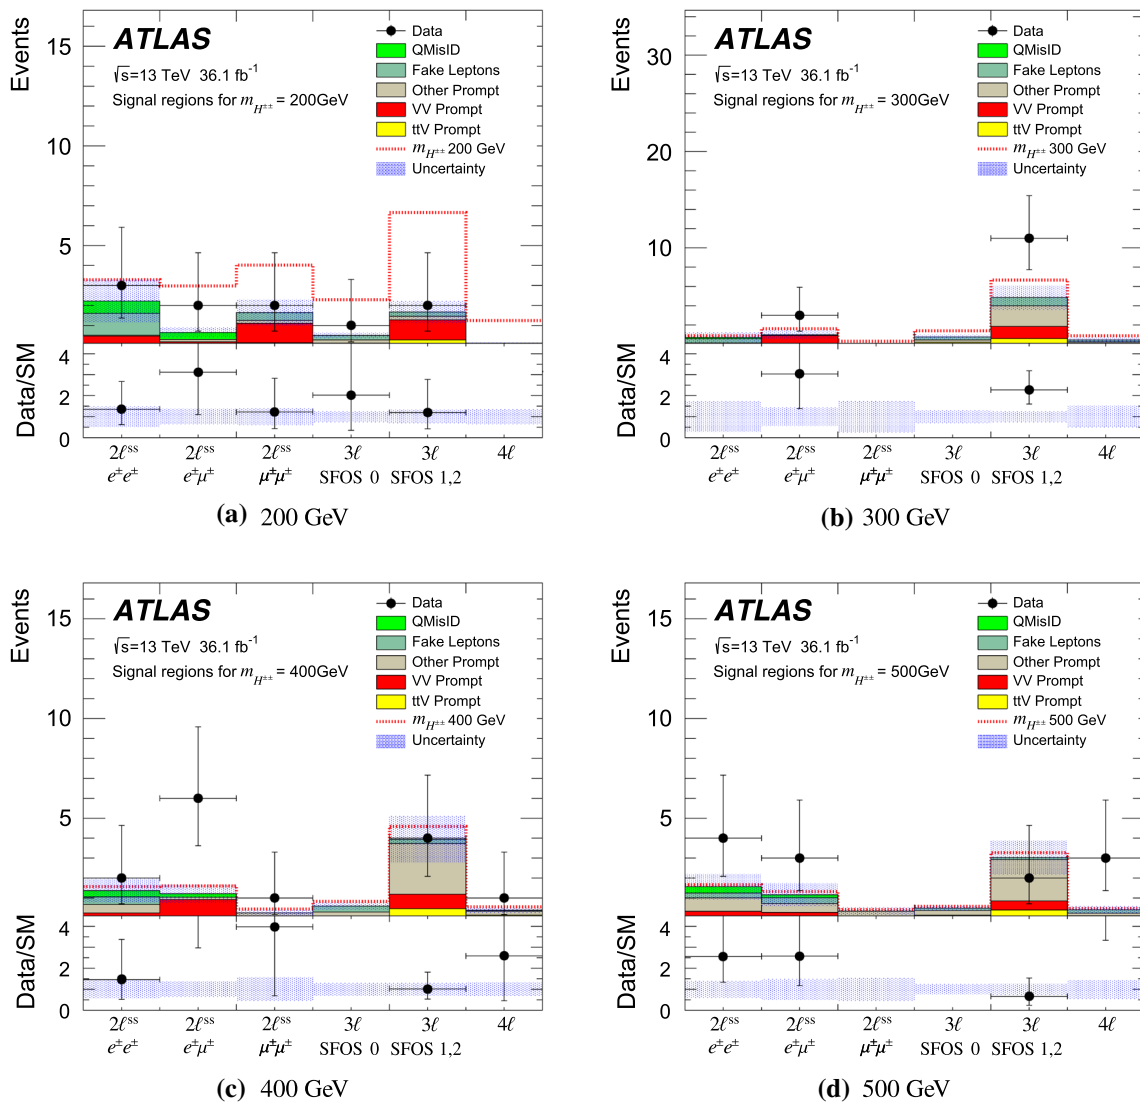 Events
15
10
5
ATLAS
√s=13 TeV 36.1 fb⁻¹
Signal regions for m_H±± = 200GeV
Data
QMisID
Fake Leptons
Other Prompt
VV Prompt
ttV Prompt
m_H±± 200 GeV
Uncertainty
Data/SM
4
2
0
2ℓss 2ℓss 2ℓss 3ℓ 3ℓ 4ℓ
e±e± e±μ± μ±μ± SFOS 0 SFOS 1,2
(a) 200 GeV
Events
30
20
10
ATLAS
√s=13 TeV 36.1 fb⁻¹
Signal regions for m_H±± = 300GeV
Data
QMisID
Fake Leptons
Other Prompt
VV Prompt
ttV Prompt
m_H±± 300 GeV
Uncertainty
Data/SM
4
2
0
2ℓss 2ℓss 2ℓss 3ℓ 3ℓ 4ℓ
e±e± e±μ± μ±μ± SFOS 0 SFOS 1,2
(b) 300 GeV
Events
15
10
5
ATLAS
√s=13 TeV 36.1 fb⁻¹
Signal regions for m_H±± = 400GeV
Data
QMisID
Fake Leptons
Other Prompt
VV Prompt
ttV Prompt
m_H±± 400 GeV
Uncertainty
Data/SM
4
2
0
2ℓss 2ℓss 2ℓss 3ℓ 3ℓ 4ℓ
e±e± e±μ± μ±μ± SFOS 0 SFOS 1,2
(c) 400 GeV
Events
15
10
5
ATLAS
√s=13 TeV 36.1 fb⁻¹
Signal regions for m_H±± = 500GeV
Data
QMisID
Fake Leptons
Other Prompt
VV Prompt
ttV Prompt
m_H±± 500 GeV
Uncertainty
Data/SM
4
2
0
2ℓss 2ℓss 2ℓss 3ℓ 3ℓ 4ℓ
e±e± e±μ± μ±μ± SFOS 0 SFOS 1,2
(d) 500 GeV